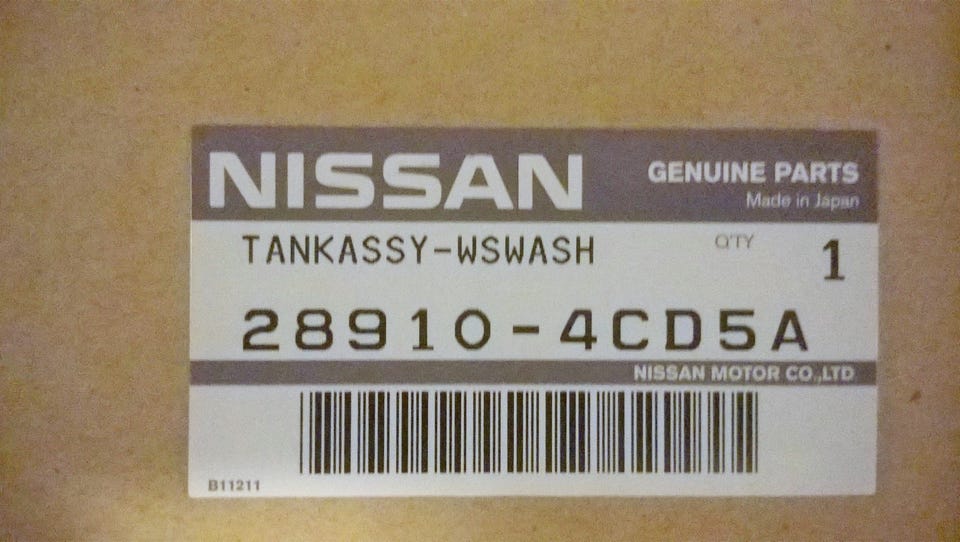 NISSAN
GENUINE PARTS
Made in Japan
TANKASSY-WSWASH
Q'TY
1
28910-4CD5A
NISSAN MOTOR CO.,LTD.
B11211